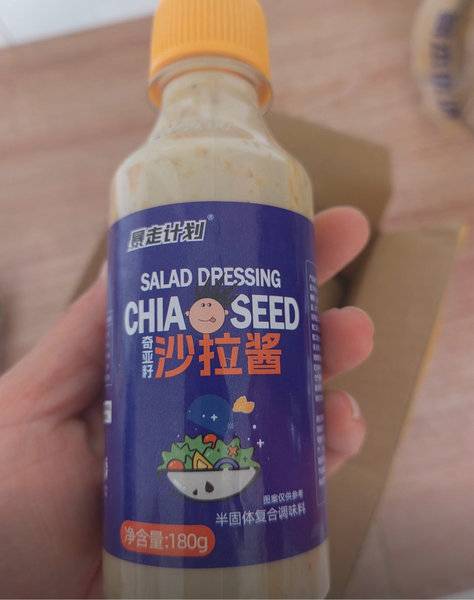 暴走计划®
SALAD DRESSING
CHIA SEED
奇亚籽
沙拉酱
图案仅供参考
半固体复合调味料
净含量:180g